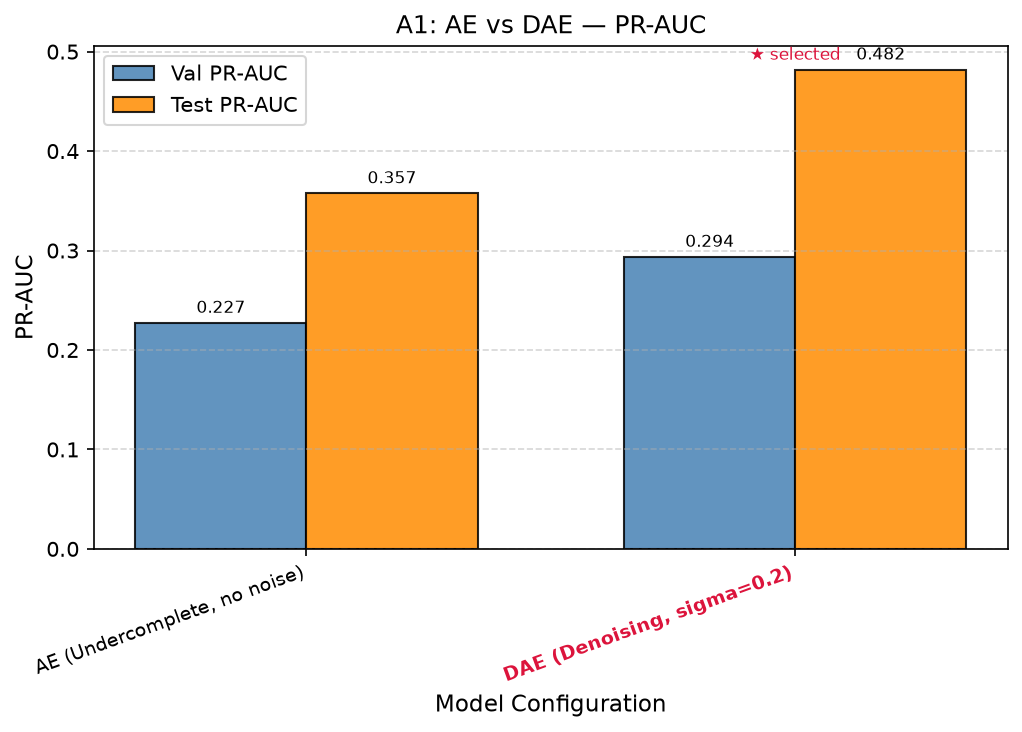 A1: AE vs DAE — PR-AUC
Val PR-AUC
Test PR-AUC
★ selected
0.482
0.357
0.294
0.227
PR-AUC
0.5
0.4
0.3
0.2
0.1
0.0
AE (Undercomplete, no noise)
DAE (Denoising, sigma=0.2)
Model Configuration